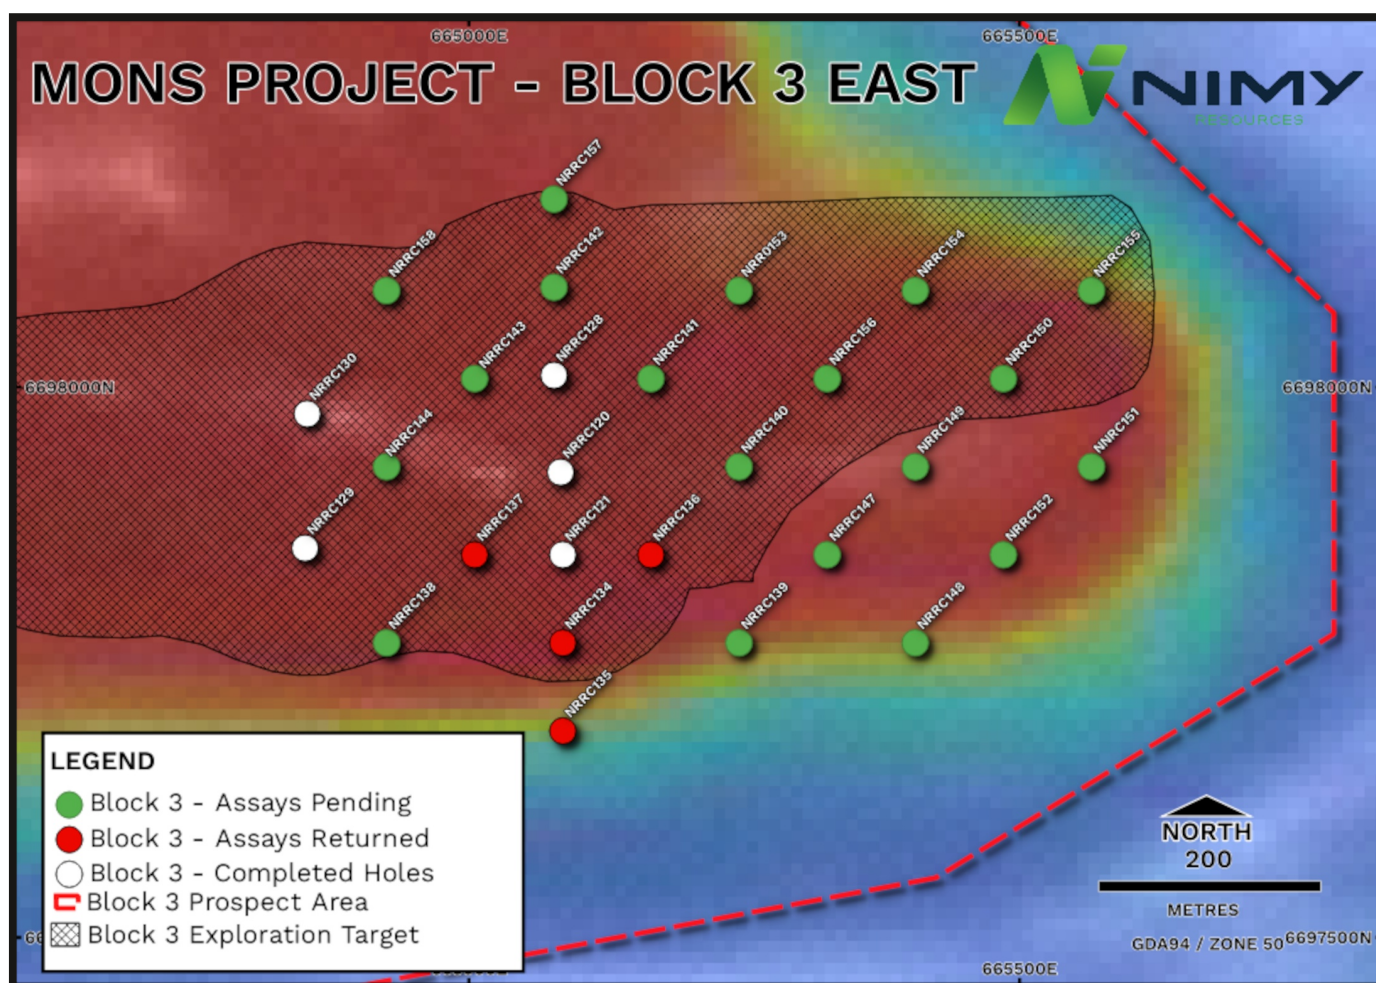 665000E
665500E
MONS PROJECT - BLOCK 3 EAST
NIMY
RESOURCES
NRRC157
NRRC158
NRRC142
NRRO153
NRRC154
NRRC155
NRRC143
NRRC128
NRRC141
NRRC156
NRRC150
NRRC130
6698000N
6698000N
NRRC144
NRRC120
NRRC140
NRRC149
NNRC151
NRRC129
NRRC137
NRRC121
NRRC136
NRRC147
NRRC152
NRRC138
NRRC134
NRRC139
NRRC148
NRRC135
LEGEND
Block 3 - Assays Pending
Block 3 - Assays Returned
Block 3 - Completed Holes
Block 3 Prospect Area
Block 3 Exploration Target
NORTH
200
METRES
GDA94 / ZONE 50
6697500N
665500E